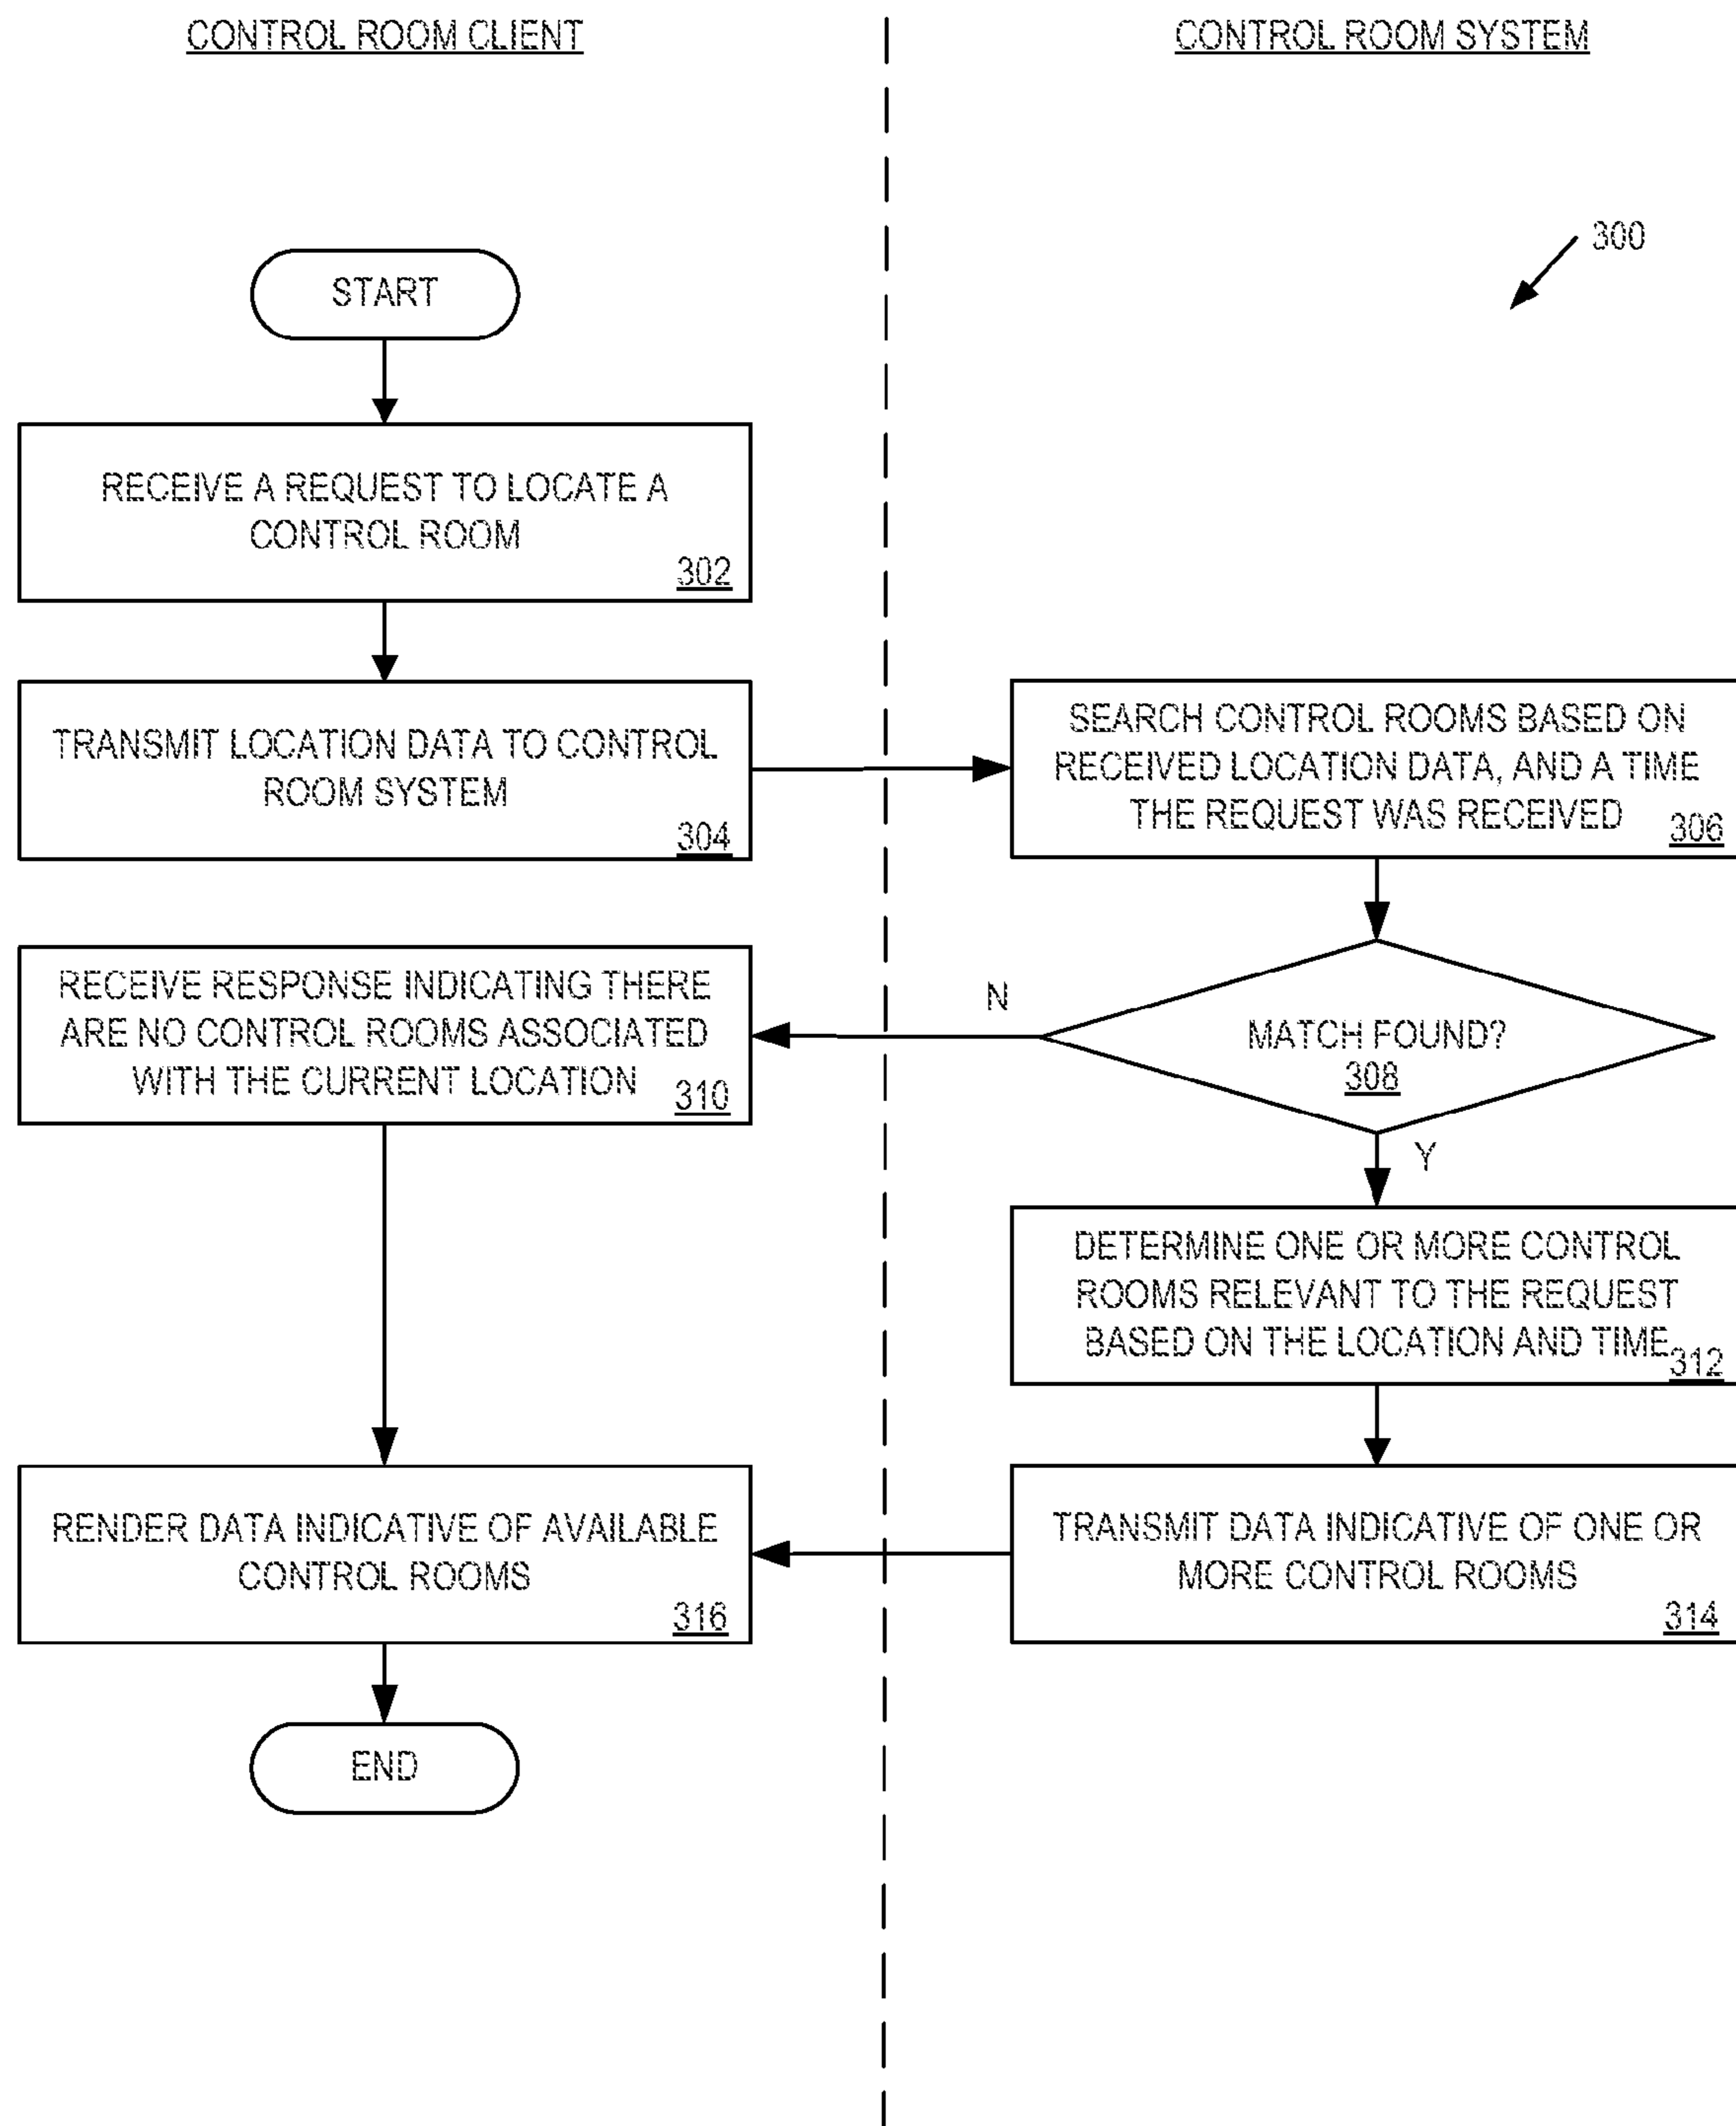 CONTROL ROOM CLIENT
CONTROL ROOM SYSTEM
300
START
RECEIVE A REQUEST TO LOCATE A
CONTROL ROOM
302
TRANSMIT LOCATION DATA TO CONTROL
ROOM SYSTEM
304
SEARCH CONTROL ROOMS BASED ON
RECEIVED LOCATION DATA, AND A TIME
THE REQUEST WAS RECEIVED
306
MATCH FOUND?
308
N
RECEIVE RESPONSE INDICATING THERE
ARE NO CONTROL ROOMS ASSOCIATED
WITH THE CURRENT LOCATION
310
Y
DETERMINE ONE OR MORE CONTROL
ROOMS RELEVANT TO THE REQUEST
BASED ON THE LOCATION AND TIME
312
TRANSMIT DATA INDICATIVE OF ONE OR
MORE CONTROL ROOMS
314
RENDER DATA INDICATIVE OF AVAILABLE
CONTROL ROOMS
316
END